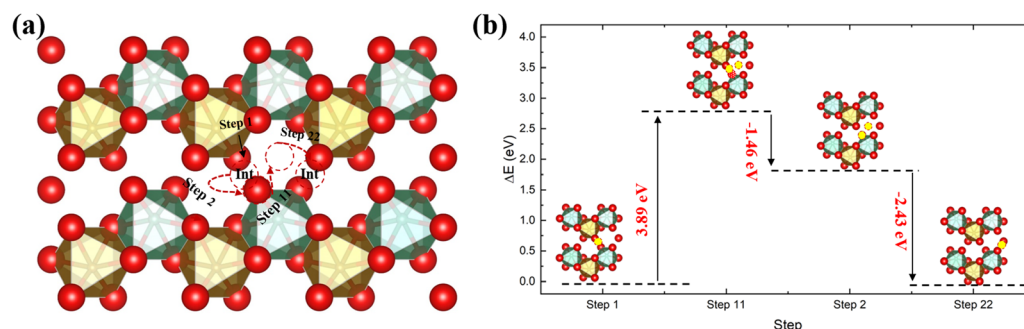 (a)
Step 1
Step 22
Int
Int
Step 2
Step 11
(b)
ΔE (eV)
4.0
3.5
3.0
2.5
2.0
1.5
1.0
0.5
0.0
3.89 eV
-1.46 eV
-2.43 eV
Step 1
Step 11
Step 2
Step 22
Step